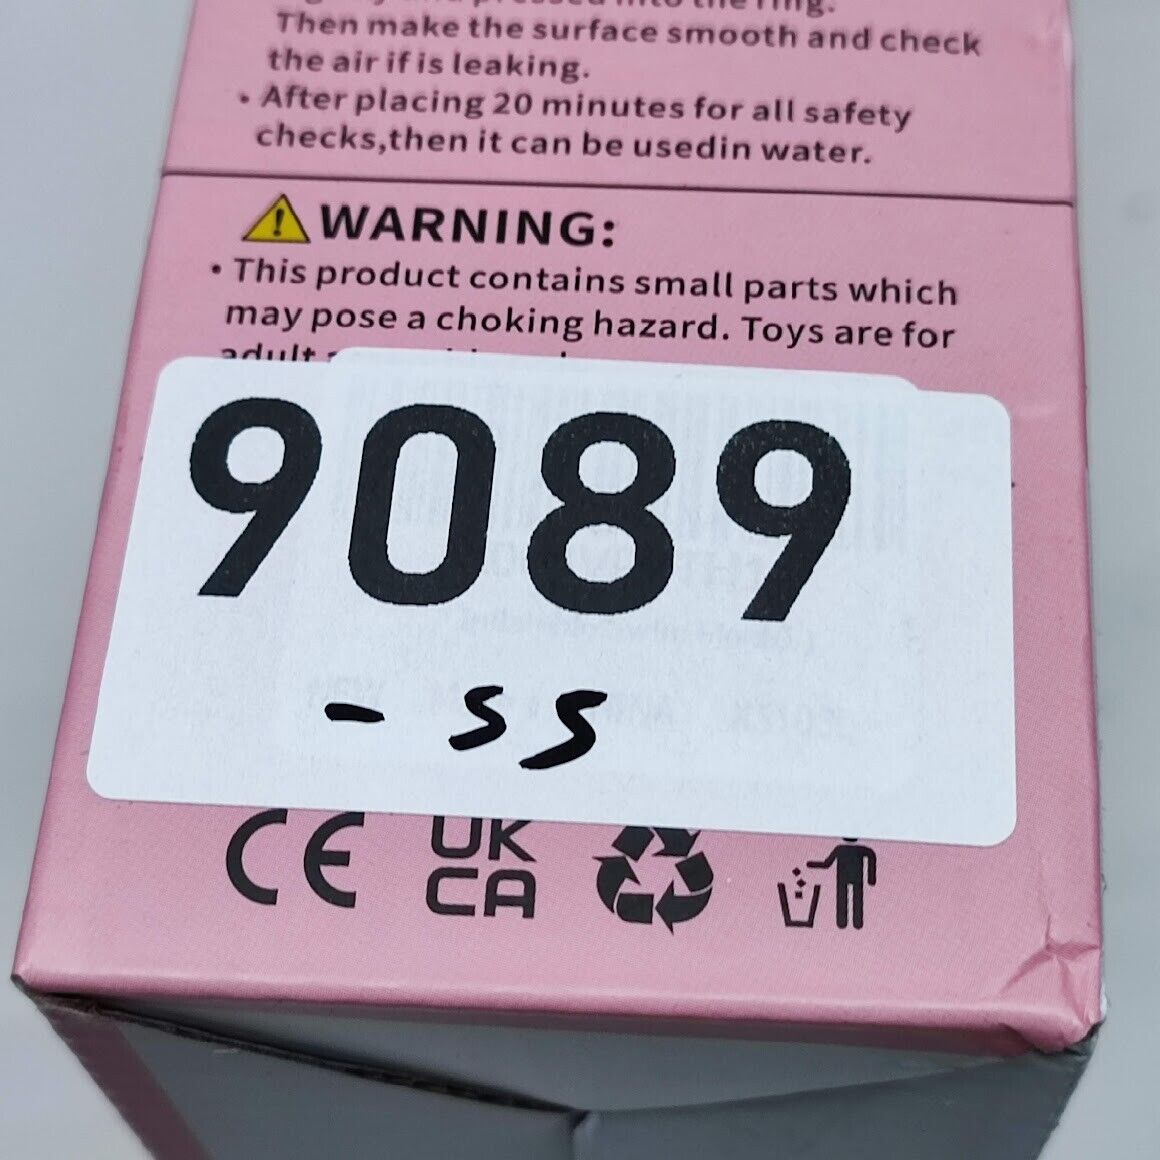 Then make the surface smooth and check
the air if is leaking.
• After placing 20 minutes for all safety
checks,then it can be usedin water.
WARNING:
• This product contains small parts which
may pose a choking hazard. Toys are for
adult
9089
- SS
CE
UK
CA